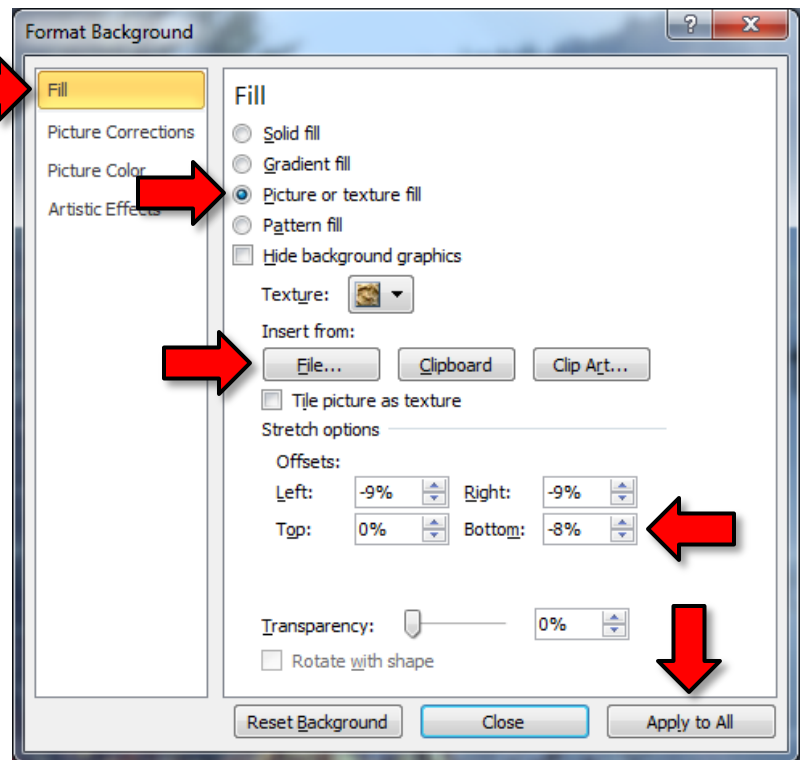 Format Background
?
X
Fill
Picture Corrections
Picture Color
Artistic Effects
Fill
Solid fill
Gradient fill
Picture or texture fill
Pattern fill
Hide background graphics
Texture:
Insert from:
File... Clipboard Clip Art...
Tile picture as texture
Stretch options
Offsets:
Left: -9% Right: -9%
Top: 0% Bottom: -8%
Transparency: 0%
Rotate with shape
Reset Background Close Apply to All